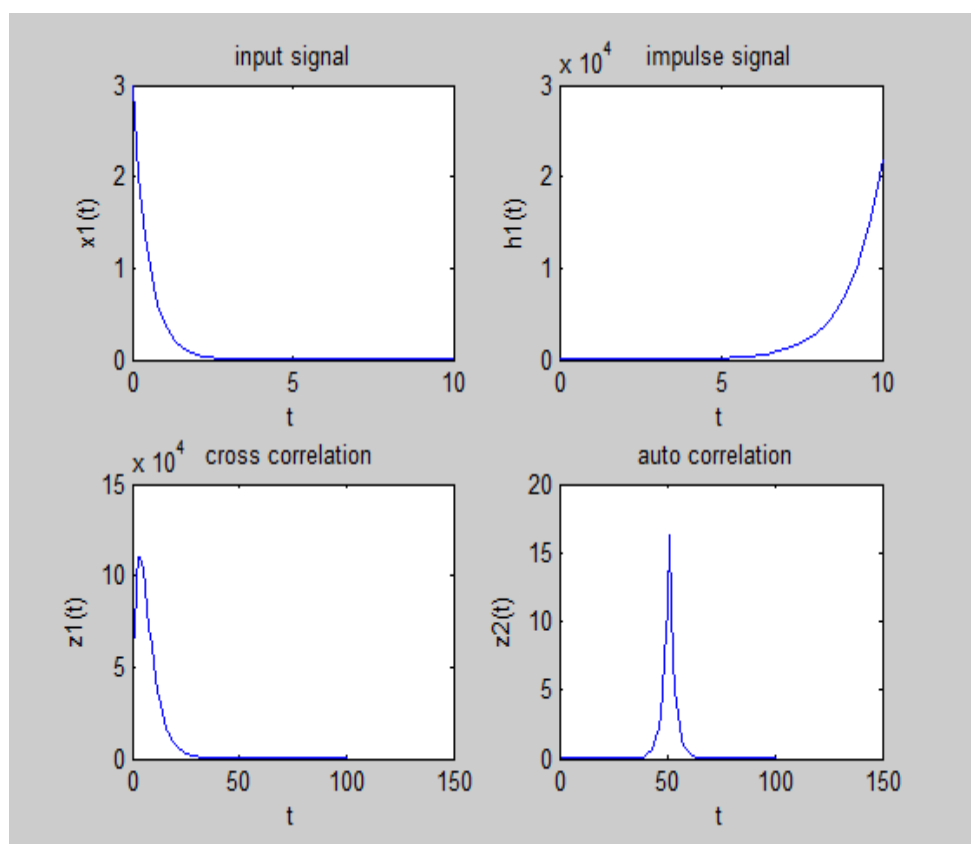 input signal
3
2
1
0
x1(t)
0 5 10
t
x 10^4 impulse signal
3
2
1
0
h1(t)
0 5 10
t
x 10^4 cross correlation
15
10
5
0
z1(t)
0 50 100 150
t
auto correlation
20
15
10
5
0
z2(t)
0 50 100 150
t